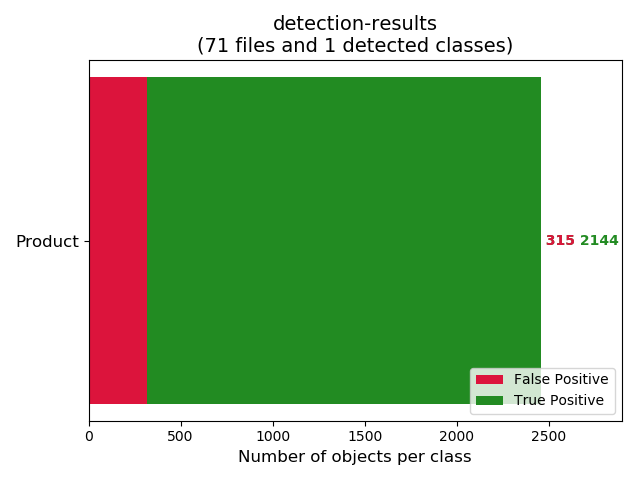 detection-results
(71 files and 1 detected classes)
Product
315 2144
False Positive
True Positive
0 500 1000 1500 2000 2500
Number of objects per class